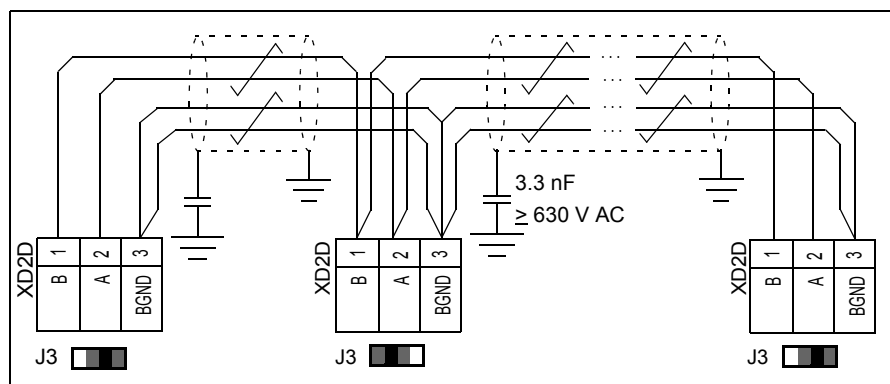 ... ...
... ...
3.3 nF
≥ 630 V AC
XD2D
1 2 3
B A BGND
XD2D
1 2 3
B A BGND
XD2D
1 2 3
B A BGND
J3
J3
J3